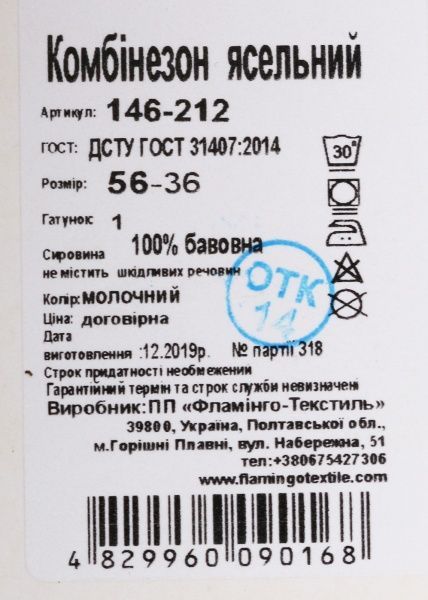 Комбінезон ясельний
Артикул: 146-212
ГОСТ: ДСТУ ГОСТ 31407:2014
30°
Розмір: 56-36
Гатунок: 1
Сировина 100% бавовна
не містить шкідливих речовин
ОТК
14
Колір: МОЛОЧНИЙ
Ціна: договірна
Дата
виготовлення :12.2019р. № партії 318
Строк придатності необмежений
Гарантійний термін та строк служби невизначені
Виробник:ПП «Фламінго-Текстиль»
39800, Україна, Полтавської обл.,
м.Горішні Плавні, вул. Набережна, 51
тел:+380675427306
www.flamingotextile.com
4 829960 090168